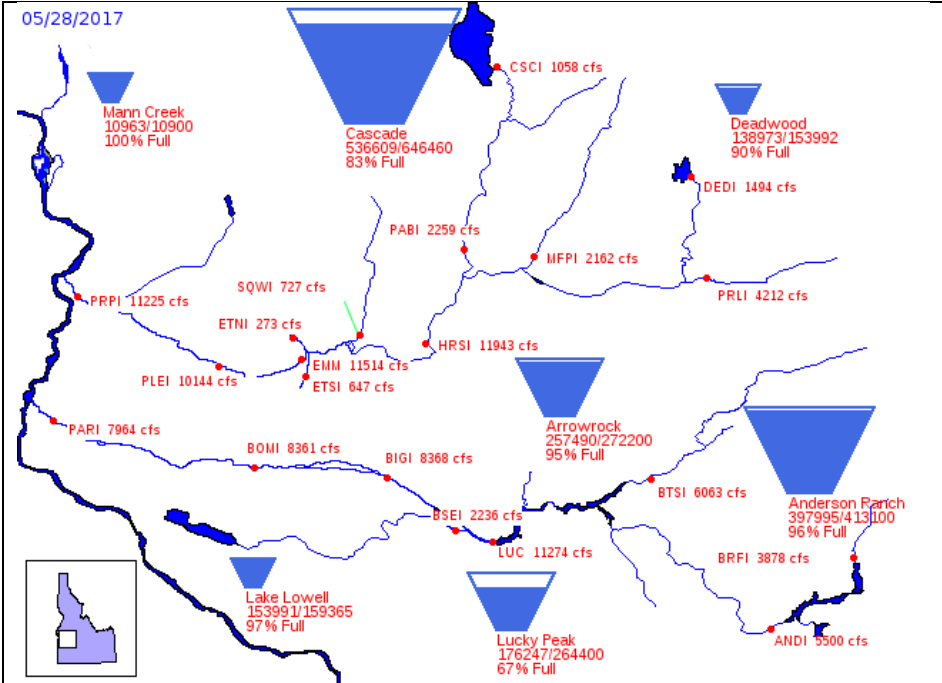 05/28/2017
CSCI 1058 cfs
Mann Creek
10963/10900
100% Full
Cascade
536609/646460
83% Full
Deadwood
138973/153992
90% Full
DEDI 1494 cfs
PABI 2259 cfs
MFPI 2162 cfs
SQWI 727 cfs
PRLI 4212 cfs
PRPI 11225 cfs
ETNI 273 cfs
HRSI 11943 cfs
EMM 11514 cfs
PLEI 10144 cfs
ETSI 647 cfs
Arrowrock
257490/272200
95% Full
PARI 7964 cfs
BOMI 8361 cfs
BIGI 8368 cfs
BTSI 6063 cfs
Anderson Ranch
397995/413100
96% Full
BSEI 2236 cfs
LUC 11274 cfs
BRFI 3878 cfs
Lake Lowell
153991/159365
97% Full
Lucky Peak
176247/264400
67% Full
ANDI 5500 cfs